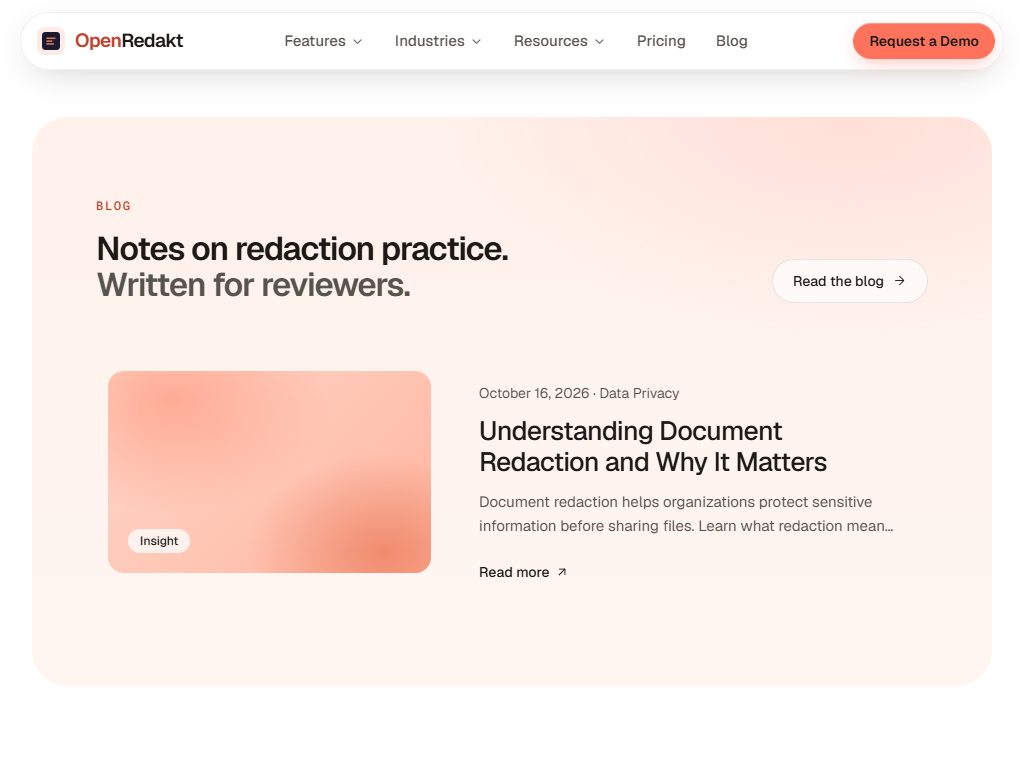 OpenRedakt
Features
Industries
Resources
Pricing
Blog
Request a Demo
BLOG
Notes on redaction practice.
Written for reviewers.
Read the blog →
Insight
October 16, 2026 · Data Privacy
Understanding Document
Redaction and Why It Matters
Document redaction helps organizations protect sensitive
information before sharing files. Learn what redaction mean…
Read more ↗